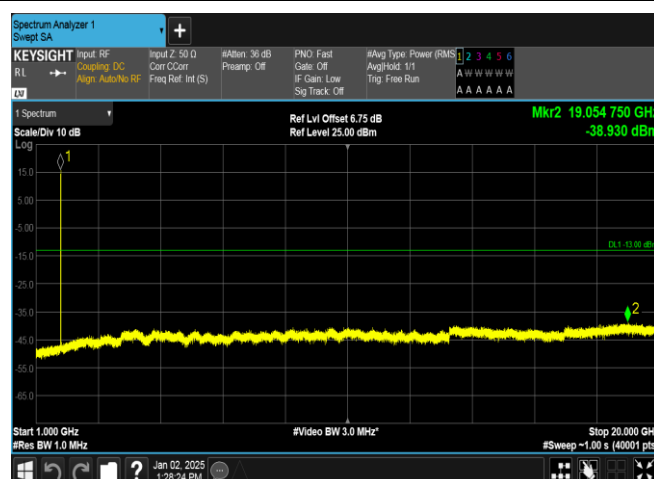 Spectrum Analyzer 1
Swept SA
+
KEYSIGHT
RL
LXI
Input: RF
Coupling: DC
Align: Auto/No RF
Input Z: 50 Ω
Corr CCorr
Freq Ref: Int (S)
#Atten: 36 dB
Preamp: Off
PNO: Fast
Gate: Off
IF Gain: Low
Sig Track: Off
#Avg Type: Power (RMS
Avg|Hold: 1/1
Trig: Free Run
1 2 3 4 5 6
A W W W W W
A A A A A A
1 Spectrum
Scale/Div 10 dB
Ref Lvl Offset 6.75 dB
Ref Level 25.00 dBm
Mkr2 19.054 750 GHz
-38.930 dBm
Log
1
15.0
5.00
-5.00
DL1 -13.00 dBm
-15.0
-25.0
-35.0
2
-45.0
-55.0
-65.0
Start 1.000 GHz
#Video BW 3.0 MHz*
Stop 20.000 GH
#Res BW 1.0 MHz
#Sweep ~1.00 s (40001 pts
?
Jan 02, 2025
1:28:24 PM